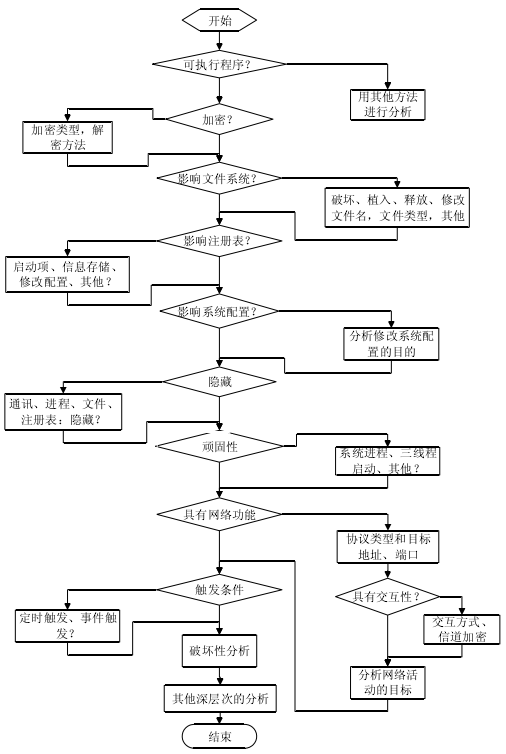 开始
可执行程序？
用其他方法
进行分析
加密？
加密类型，解
密方法
影响文件系统？
破坏、植入、释放、修改
文件名，文件类型，其他
影响注册表？
启动项、信息存储、
修改配置、其他？
影响系统配置？
分析修改系统配
置的目的
隐藏
通讯、进程、文件、
注册表：隐藏？
顽固性
系统进程、三线程
启动、其他？
具有网络功能
协议类型和目标
地址、端口
触发条件
具有交互性？
定时触发、事件触
发？
交互方式、
信道加密
破坏性分析
分析网络活
动的目标
其他深层次的分析
结束